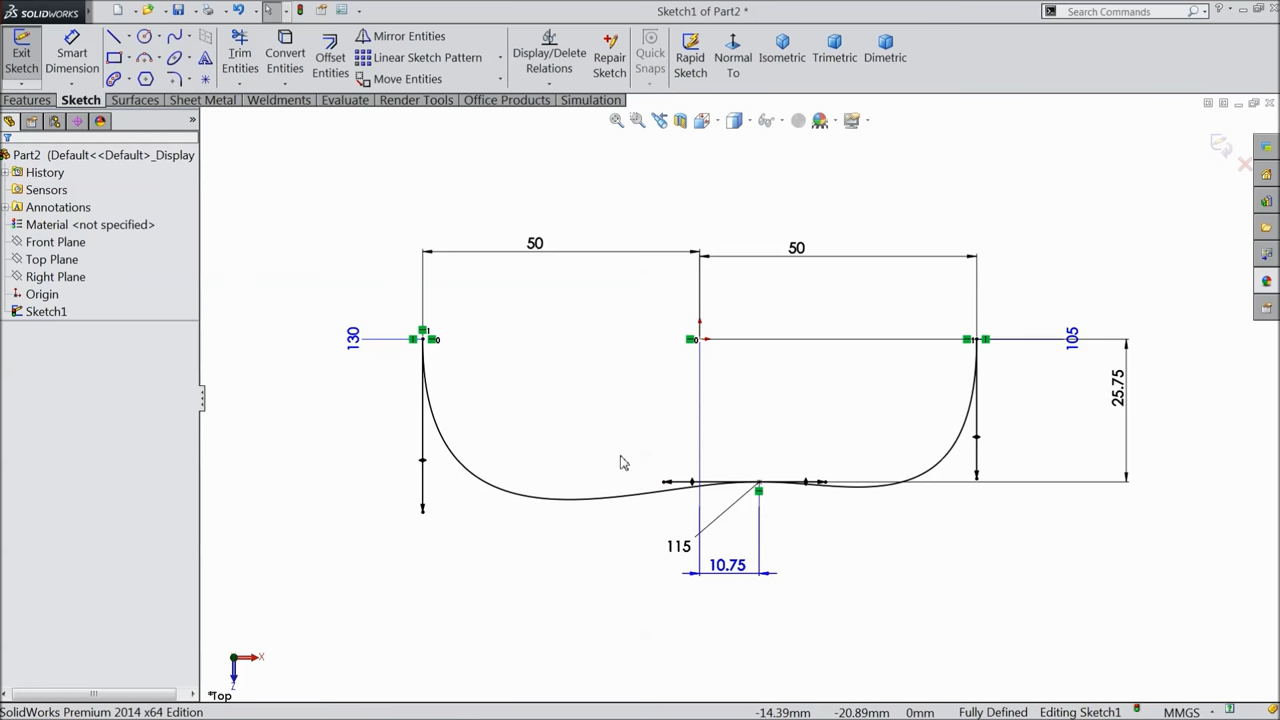 SOLIDWORKS
Sketch1 of Part2 *
Search Commands
Exit Sketch
Smart Dimension
Trim Entities
Convert Entities
Offset Entities
Mirror Entities
Linear Sketch Pattern
Move Entities
Display/Delete Relations
Repair Sketch
Quick Snaps
Rapid Sketch
Normal To
Isometric
Trimetric
Dimetric
Features
Sketch
Surfaces
Sheet Metal
Weldments
Evaluate
Render Tools
Office Products
Simulation
Part2 (Default<<Default>_Display
History
Sensors
Annotations
Material <not specified>
Front Plane
Top Plane
Right Plane
Origin
Sketch1
50
50
130
105
25.75
115
10.75
X
Z
*Top
SolidWorks Premium 2014 x64 Edition
-14.39mm
-20.89mm
0mm
Fully Defined
Editing Sketch1
MMGS